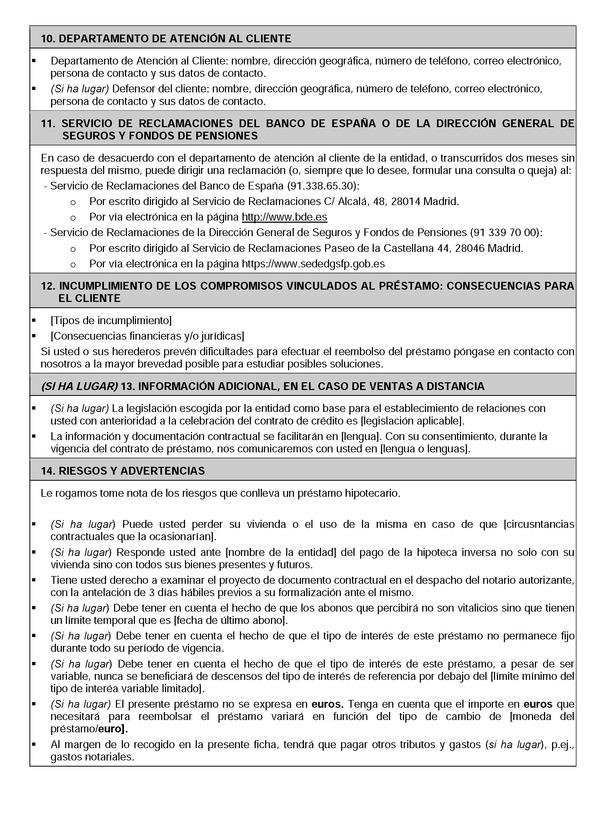 10. DEPARTAMENTO DE ATENCIÓN AL CLIENTE
▪ Departamento de Atención al Cliente: nombre, dirección geográfica, número de teléfono, correo electrónico,
persona de contacto y sus datos de contacto.
▪ (Si ha lugar) Defensor del cliente: nombre, dirección geográfica, número de teléfono, correo electrónico,
persona de contacto y sus datos de contacto.
11. SERVICIO DE RECLAMACIONES DEL BANCO DE ESPAÑA O DE LA DIRECCIÓN GENERAL DE
SEGUROS Y FONDOS DE PENSIONES
En caso de desacuerdo con el departamento de atención al cliente de la entidad, o transcurridos dos meses sin
respuesta del mismo, puede dirigir una reclamación (o, siempre que lo desee, formular una consulta o queja) al:
- Servicio de Reclamaciones del Banco de España (91.338.65.30):
o Por escrito dirigido al Servicio de Reclamaciones C/ Alcalá, 48, 28014 Madrid.
o Por vía electrónica en la página http://www.bde.es
- Servicio de Reclamaciones de la Dirección General de Seguros y Fondos de Pensiones (91 339 70 00):
o Por escrito dirigido al Servicio de Reclamaciones Paseo de la Castellana 44, 28046 Madrid.
o Por vía electrónica en la página https://www.sededgsfp.gob.es
12. INCUMPLIMIENTO DE LOS COMPROMISOS VINCULADOS AL PRÉSTAMO: CONSECUENCIAS PARA
EL CLIENTE
▪ [Tipos de incumplimiento]
▪ [Consecuencias financieras y/o jurídicas]
Si usted o sus herederos prevén dificultades para efectuar el reembolso del préstamo póngase en contacto con
nosotros a la mayor brevedad posible para estudiar posibles soluciones.
(SI HA LUGAR) 13. INFORMACIÓN ADICIONAL, EN EL CASO DE VENTAS A DISTANCIA
▪ (Si ha lugar) La legislación escogida por la entidad como base para el establecimiento de relaciones con
usted con anterioridad a la celebración del contrato de crédito es [legislación aplicable].
▪ La información y documentación contractual se facilitarán en [lengua]. Con su consentimiento, durante la
vigencia del contrato de préstamo, nos comunicaremos con usted en [lengua o lenguas].
14. RIESGOS Y ADVERTENCIAS
Le rogamos tome nota de los riesgos que conlleva un préstamo hipotecario.
▪ (Si ha lugar) Puede usted perder su vivienda o el uso de la misma en caso de que [circusntancias
contractuales que la ocasionarían].
▪ (Si ha lugar) Responde usted ante [nombre de la entidad] del pago de la hipoteca inversa no solo con su
vivienda sino con todos sus bienes presentes y futuros.
▪ Tiene usted derecho a examinar el proyecto de documento contractual en el despacho del notario autorizante,
con la antelación de 3 días hábiles previos a su formalización ante el mismo.
▪ (Si ha lugar) Debe tener en cuenta el hecho de que los abonos que percibirá no son vitalicios sino que tienen
un límite temporal que es [fecha de último abono].
▪ (Si ha lugar) Debe tener en cuenta el hecho de que el tipo de interés de este préstamo no permanece fijo
durante todo su período de vigencia.
▪ (Si ha lugar) Debe tener en cuenta el hecho de que el tipo de interés de este préstamo, a pesar de ser
variable, nunca se beneficiará de descensos del tipo de interés de referencia por debajo del [límite mínimo del
tipo de interéa variable limitado].
▪ (Si ha lugar) El presente préstamo no se expresa en euros. Tenga en cuenta que el importe en euros que
necesitará para reembolsar el préstamo variará en función del tipo de cambio de [moneda del
préstamo/euro].
▪ Al margen de lo recogido en la presente ficha, tendrá que pagar otros tributos y gastos (si ha lugar), p.ej.,
gastos notariales.